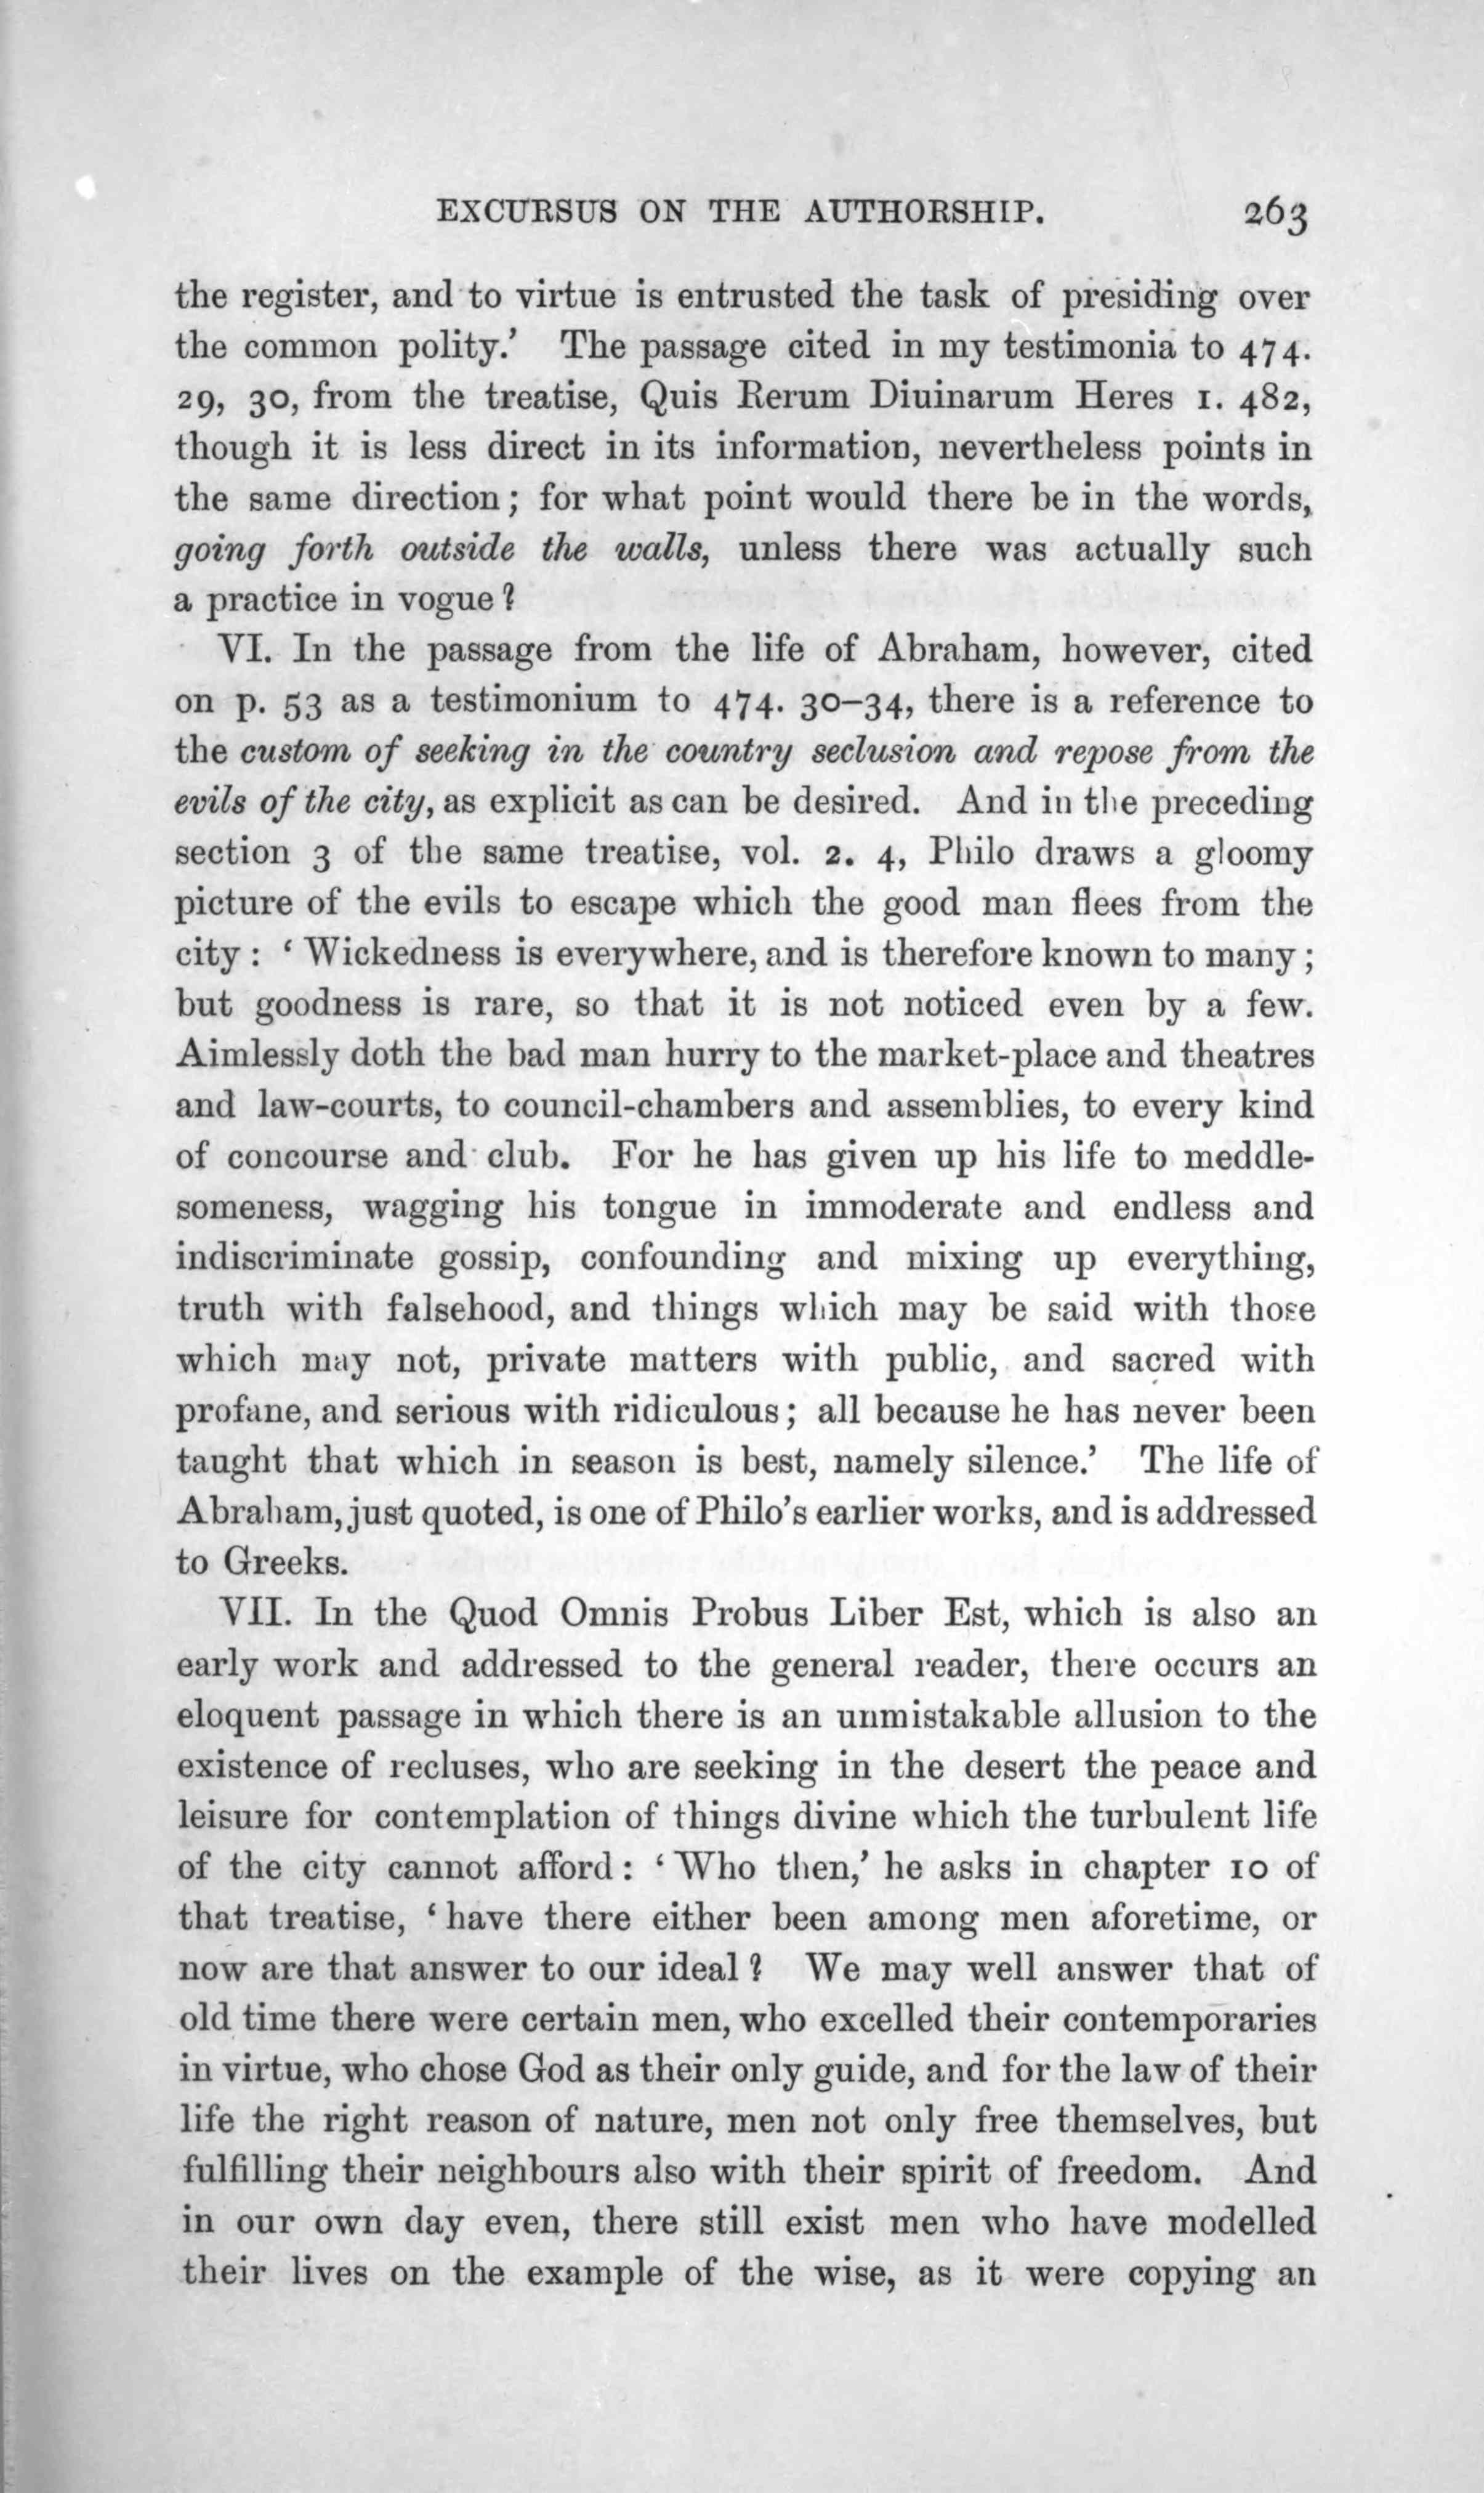 EXCURSUS ON THE AUTHORSHIP. 263
the register, and to virtue is entrusted the task of presiding over
the common polity.’ The passage cited in my testimonia to 474.
29, 30, from the treatise, Quis Rerum Diuinarum Heres 1. 482,
though it is less direct in its information, nevertheless points in
the same direction; for what point would there be in the words,
going forth outside the walls, unless there was actually such
a practice in vogue?
VI. In the passage from the life of Abraham, however, cited
on p. 53 as a testimonium to 474. 30–34, there is a reference to
the custom of seeking in the country seclusion and repose from the
evils of the city, as explicit as can be desired. And in the preceding
section 3 of the same treatise, vol. 2. 4, Philo draws a gloomy
picture of the evils to escape which the good man flees from the
city: ‘Wickedness is everywhere, and is therefore known to many;
but goodness is rare, so that it is not noticed even by a few.
Aimlessly doth the bad man hurry to the market-place and theatres
and law-courts, to council-chambers and assemblies, to every kind
of concourse and club. For he has given up his life to meddle-
someness, wagging his tongue in immoderate and endless and
indiscriminate gossip, confounding and mixing up everything,
truth with falsehood, and things which may be said with those
which may not, private matters with public, and sacred with
profane, and serious with ridiculous; all because he has never been
taught that which in season is best, namely silence.’ The life of
Abraham, just quoted, is one of Philo’s earlier works, and is addressed
to Greeks.
VII. In the Quod Omnis Probus Liber Est, which is also an
early work and addressed to the general reader, there occurs an
eloquent passage in which there is an unmistakable allusion to the
existence of recluses, who are seeking in the desert the peace and
leisure for contemplation of things divine which the turbulent life
of the city cannot afford: ‘Who then,’ he asks in chapter 10 of
that treatise, ‘have there either been among men aforetime, or
now are that answer to our ideal? We may well answer that of
old time there were certain men, who excelled their contemporaries
in virtue, who chose God as their only guide, and for the law of their
life the right reason of nature, men not only free themselves, but
fulfilling their neighbours also with their spirit of freedom. And
in our own day even, there still exist men who have modelled
their lives on the example of the wise, as it were copying an